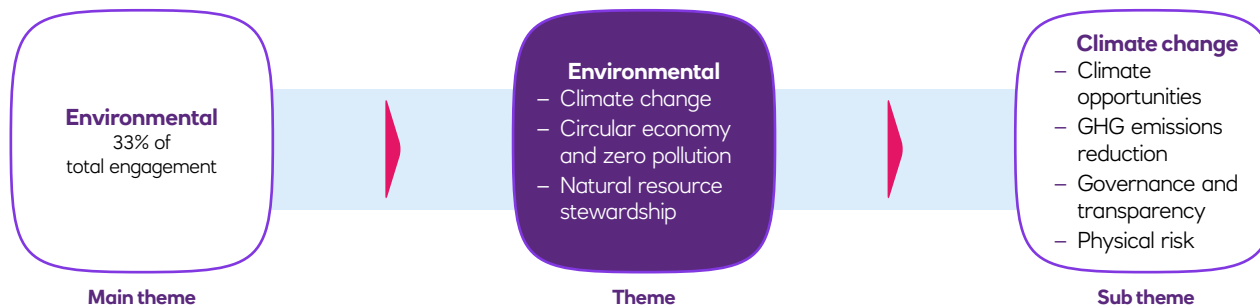 Environmental
33% of
total engagement
Main theme
Environmental
– Climate change
– Circular economy
and zero pollution
– Natural resource
stewardship
Theme
Climate change
– Climate
opportunities
– GHG emissions
reduction
– Governance and
transparency
– Physical risk
Sub theme